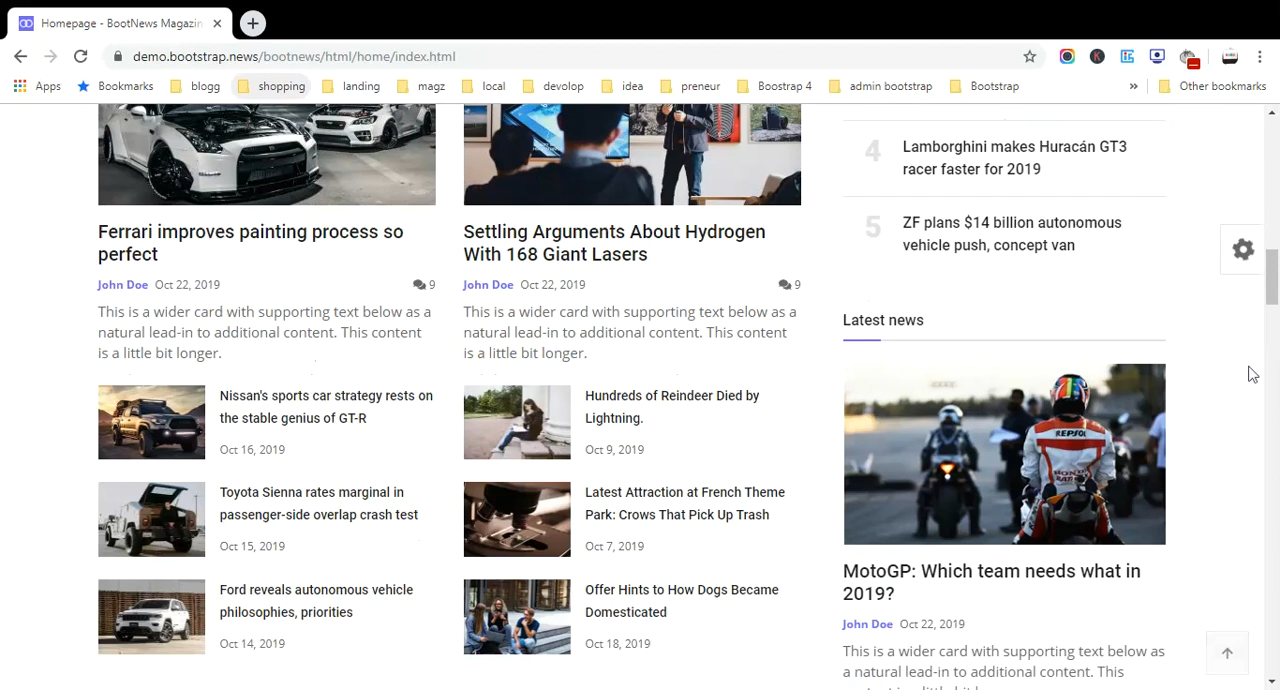 Homepage - BootNews Magazin
demo.bootstrap.news/bootnews/html/home/index.html
Apps Bookmarks blogg shopping landing magz local devolop idea preneur Boostrap 4 admin bootstrap Bootstrap » Other bookmarks
Ferrari improves painting process so
perfect
John Doe Oct 22, 2019 9
This is a wider card with supporting text below as a
natural lead-in to additional content. This content
is a little bit longer.
Nissan's sports car strategy rests on
the stable genius of GT-R
Oct 16, 2019
Toyota Sienna rates marginal in
passenger-side overlap crash test
Oct 15, 2019
Ford reveals autonomous vehicle
philosophies, priorities
Oct 14, 2019
Settling Arguments About Hydrogen
With 168 Giant Lasers
John Doe Oct 22, 2019 9
This is a wider card with supporting text below as a
natural lead-in to additional content. This content
is a little bit longer.
Hundreds of Reindeer Died by
Lightning.
Oct 9, 2019
Latest Attraction at French Theme
Park: Crows That Pick Up Trash
Oct 7, 2019
Offer Hints to How Dogs Became
Domesticated
Oct 18, 2019
4 Lamborghini makes Huracán GT3
racer faster for 2019
5 ZF plans $14 billion autonomous
vehicle push, concept van
Latest news
REPSOL
HONDA
MotoGP: Which team needs what in
2019?
John Doe Oct 22, 2019
This is a wider card with supporting text below as
a natural lead-in to additional content. This